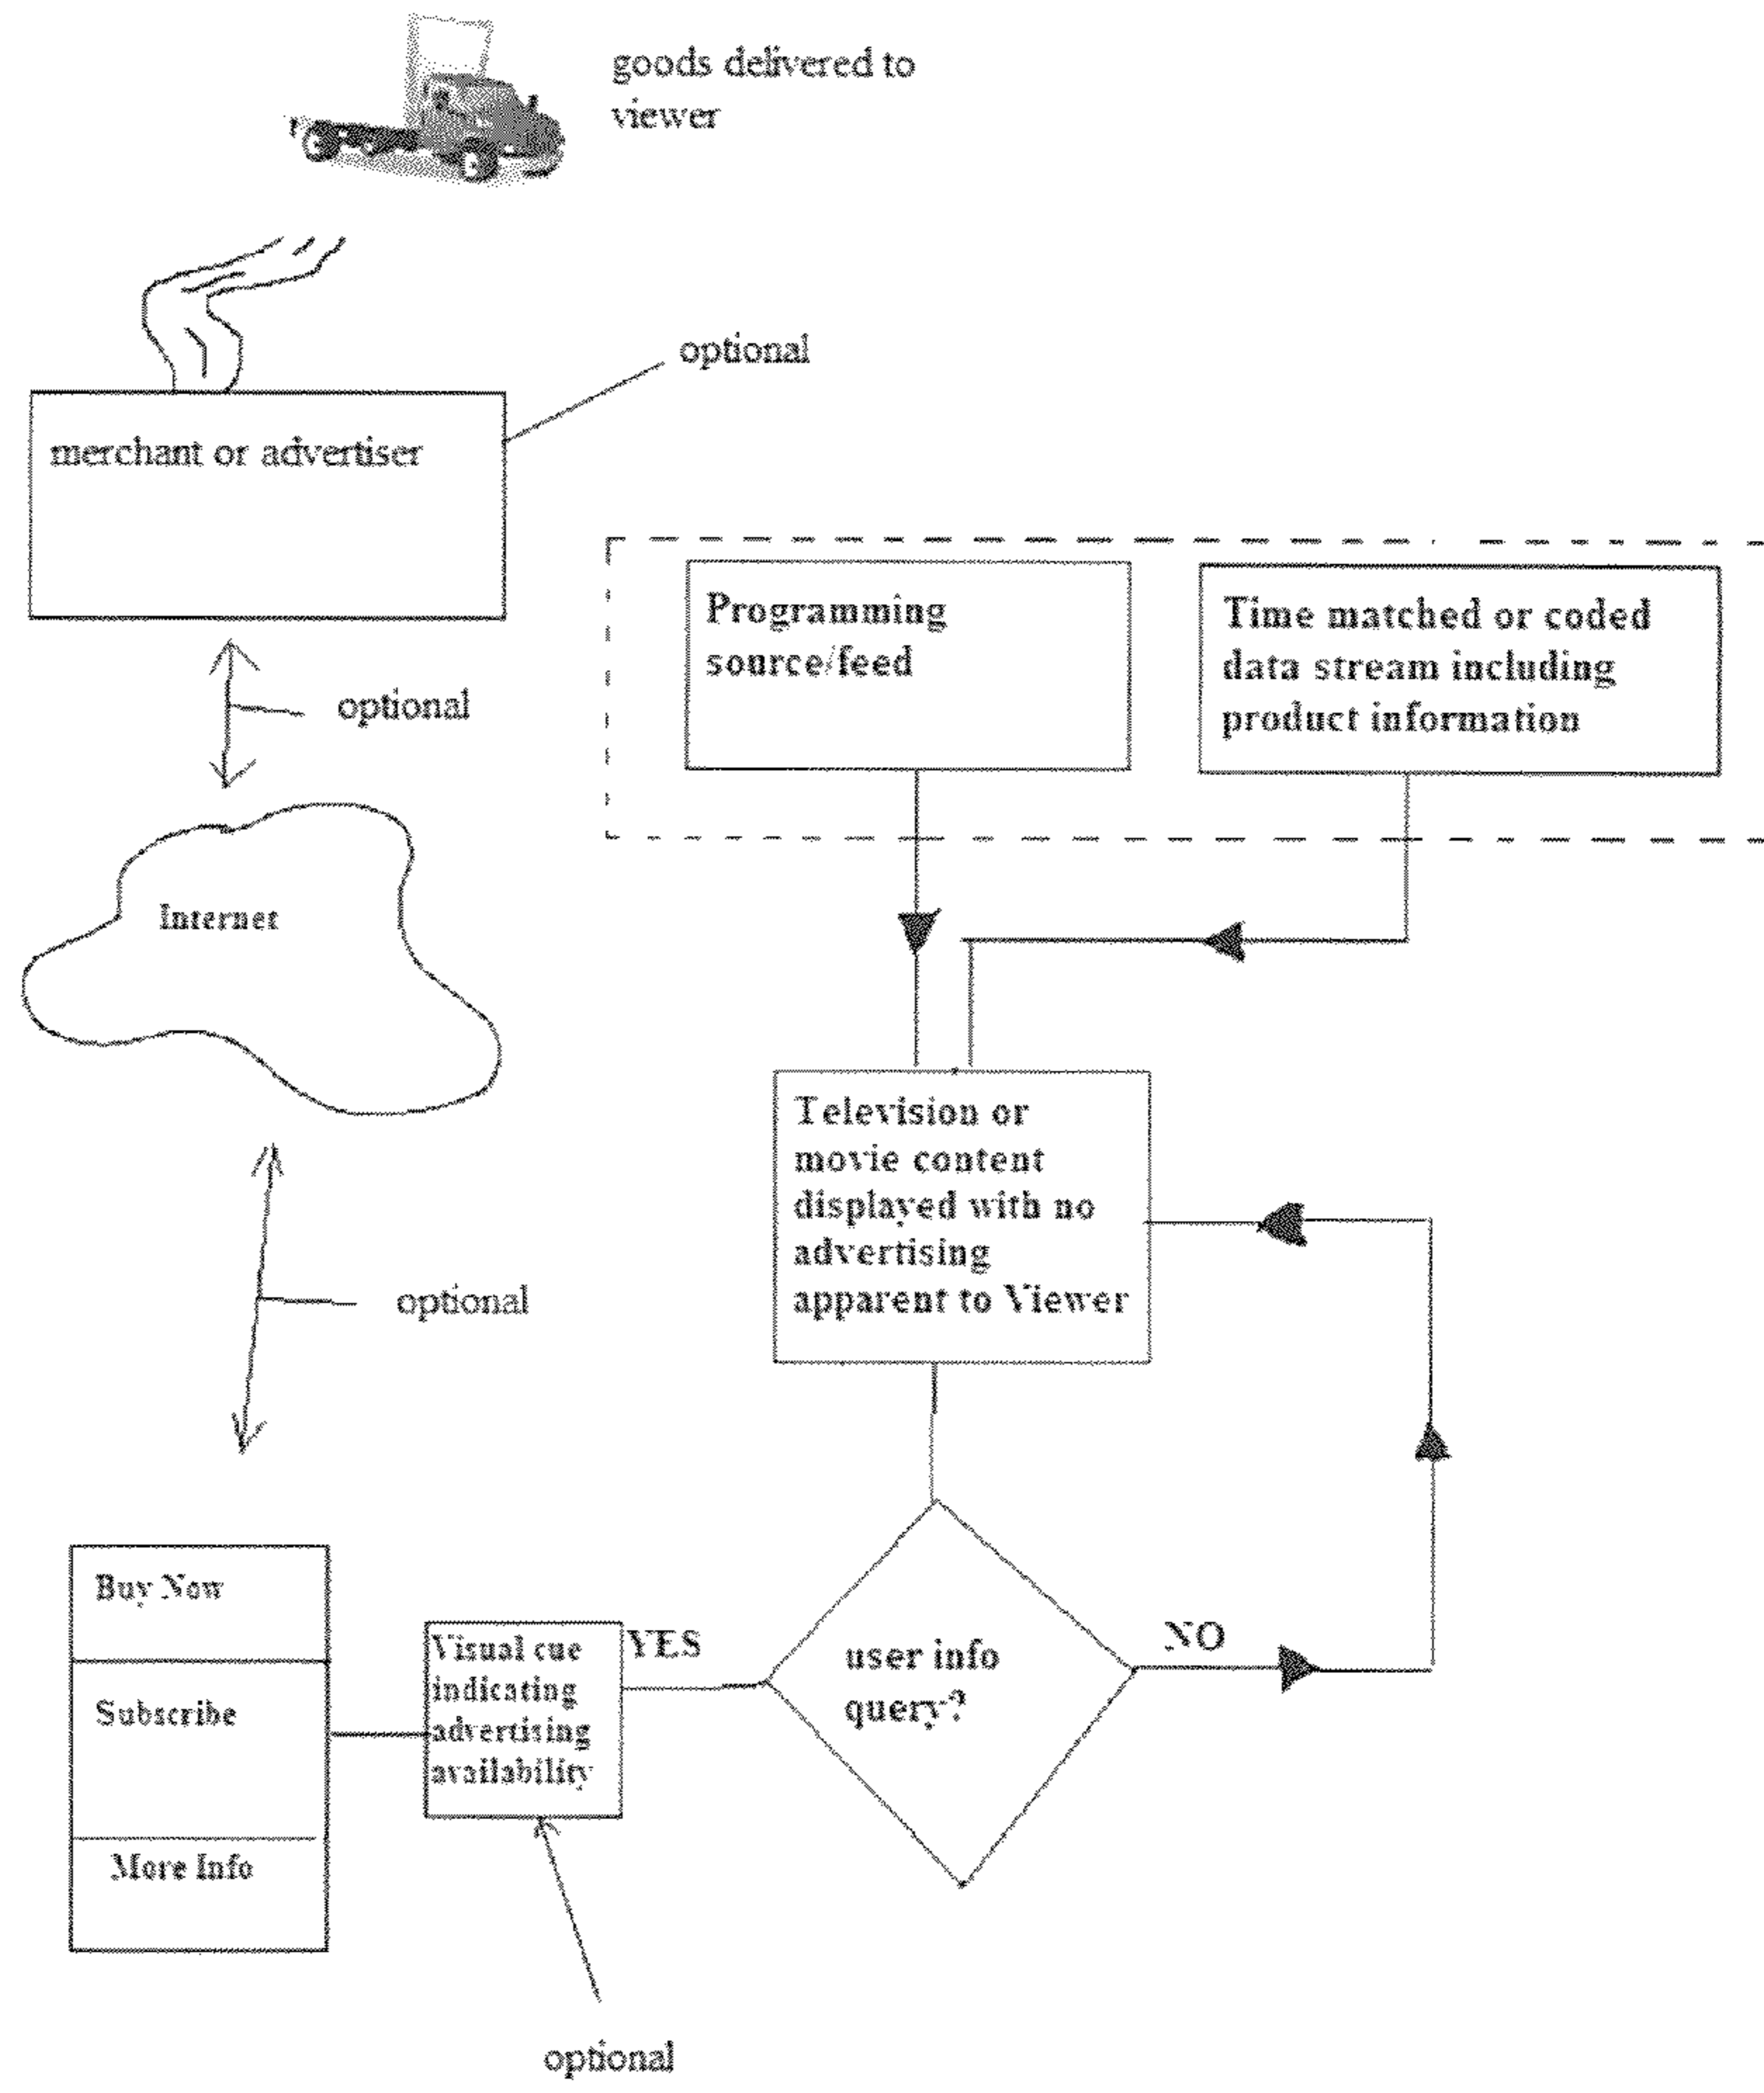 goods delivered to
viewer
optional
merchant or advertiser
Programming
source/feed
Time matched or coded
data stream including
product information
optional
Internet
Television or
movie content
displayed with no
advertising
apparent to Viewer
optional
Buy Now
Subscribe
More Info
Visual cue
indicating
advertising
availability
YES
user info
query?
NO
optional